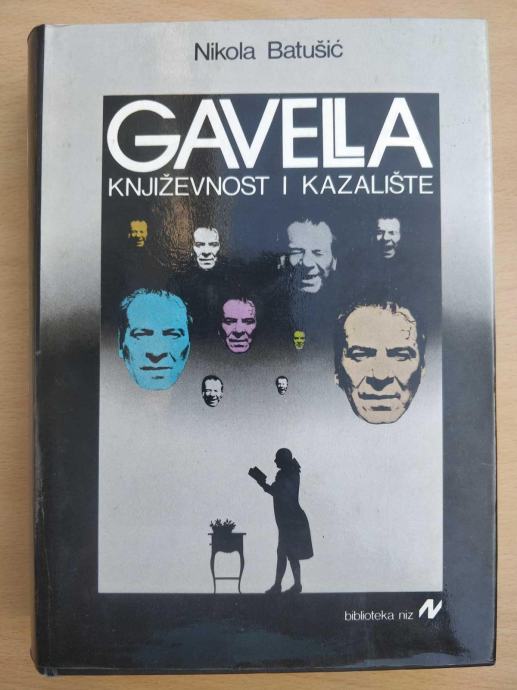 Nikola Batušić
GAVELLA
KNJIŽEVNOST I KAZALIŠTE
biblioteka niz N